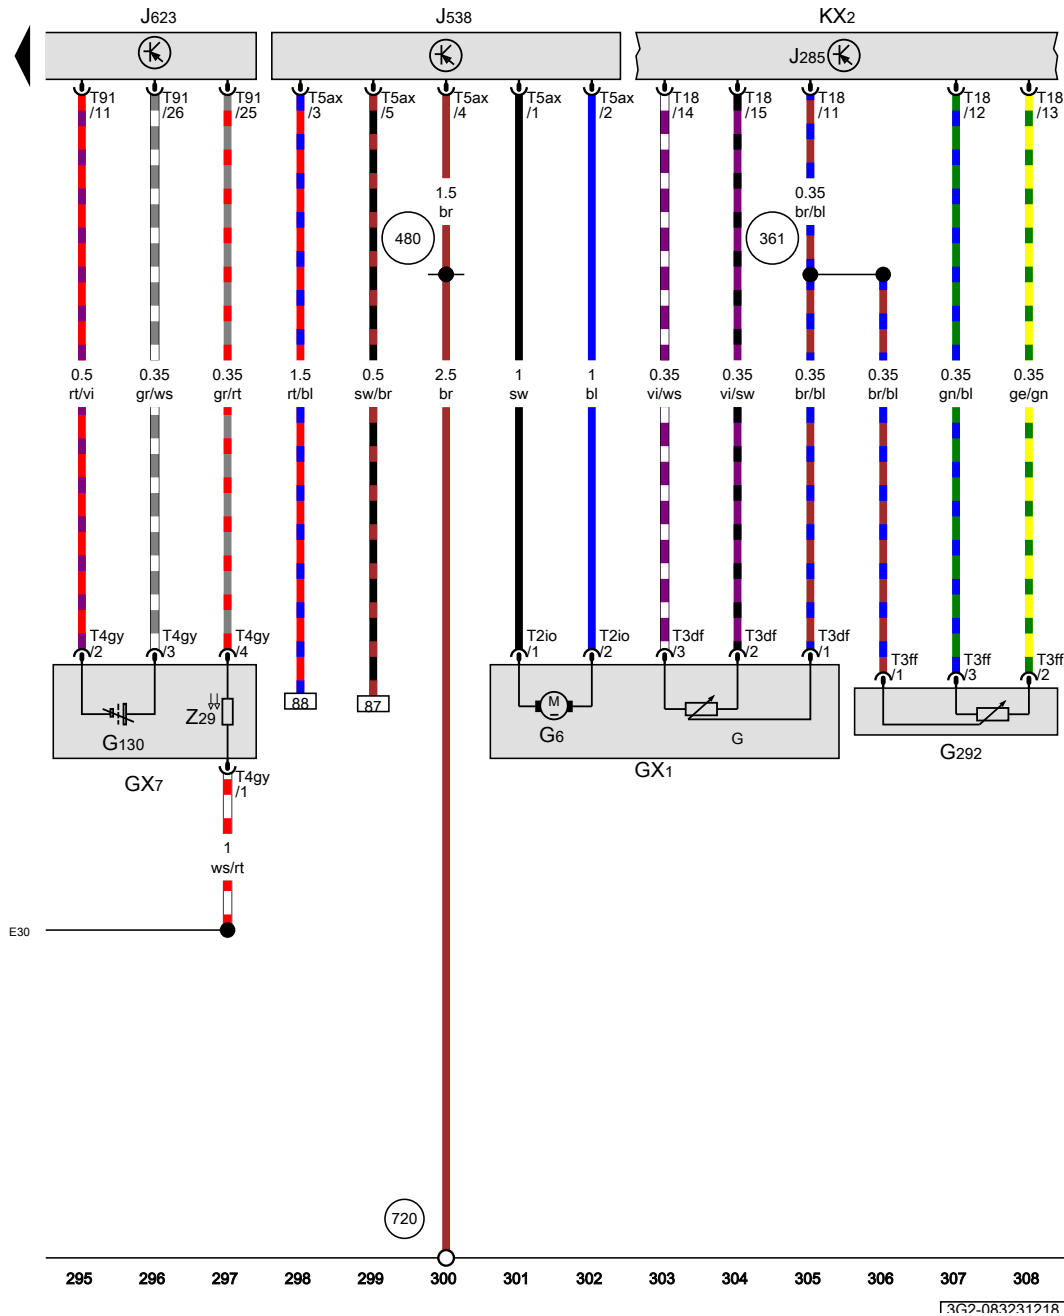 J623 J538 KX2
J285
T91 T91 T91 T5ax T5ax T5ax T5ax T5ax T18 T18 T18 T18 T18
/11 /26 /25 /3 /5 /4 /1 /2 /14 /15 /11 /12 /13
1.5 0.35
br br/bl
480 361
0.5 0.35 0.35 1.5 0.5 2.5 1 1 0.35 0.35 0.35 0.35 0.35 0.35
rt/vi gr/ws gr/rt rt/bl sw/br br sw bl vi/ws vi/sw br/bl br/bl gn/bl ge/gn
T4gy T4gy T4gy T2io T2io T3df T3df T3df
/2 /3 /4 /1 /2 /3 /2 /1
T3ff T3ff T3ff
/1 /3 /2
88 87
M
Z29
G130 G6 G G292
GX7 GX1
T4gy
/1
1
ws/rt
E30
720
295 296 297 298 299 300 301 302 303 304 305 306 307 308
3G2-083231218